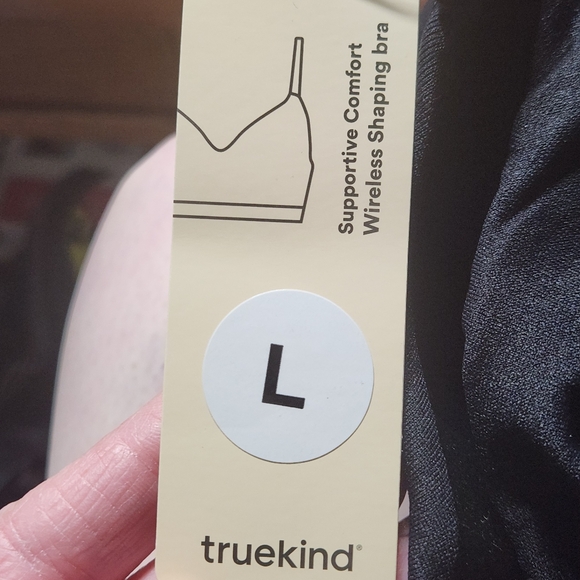 Supportive Comfort
Wireless Shaping bra
L
truekind®